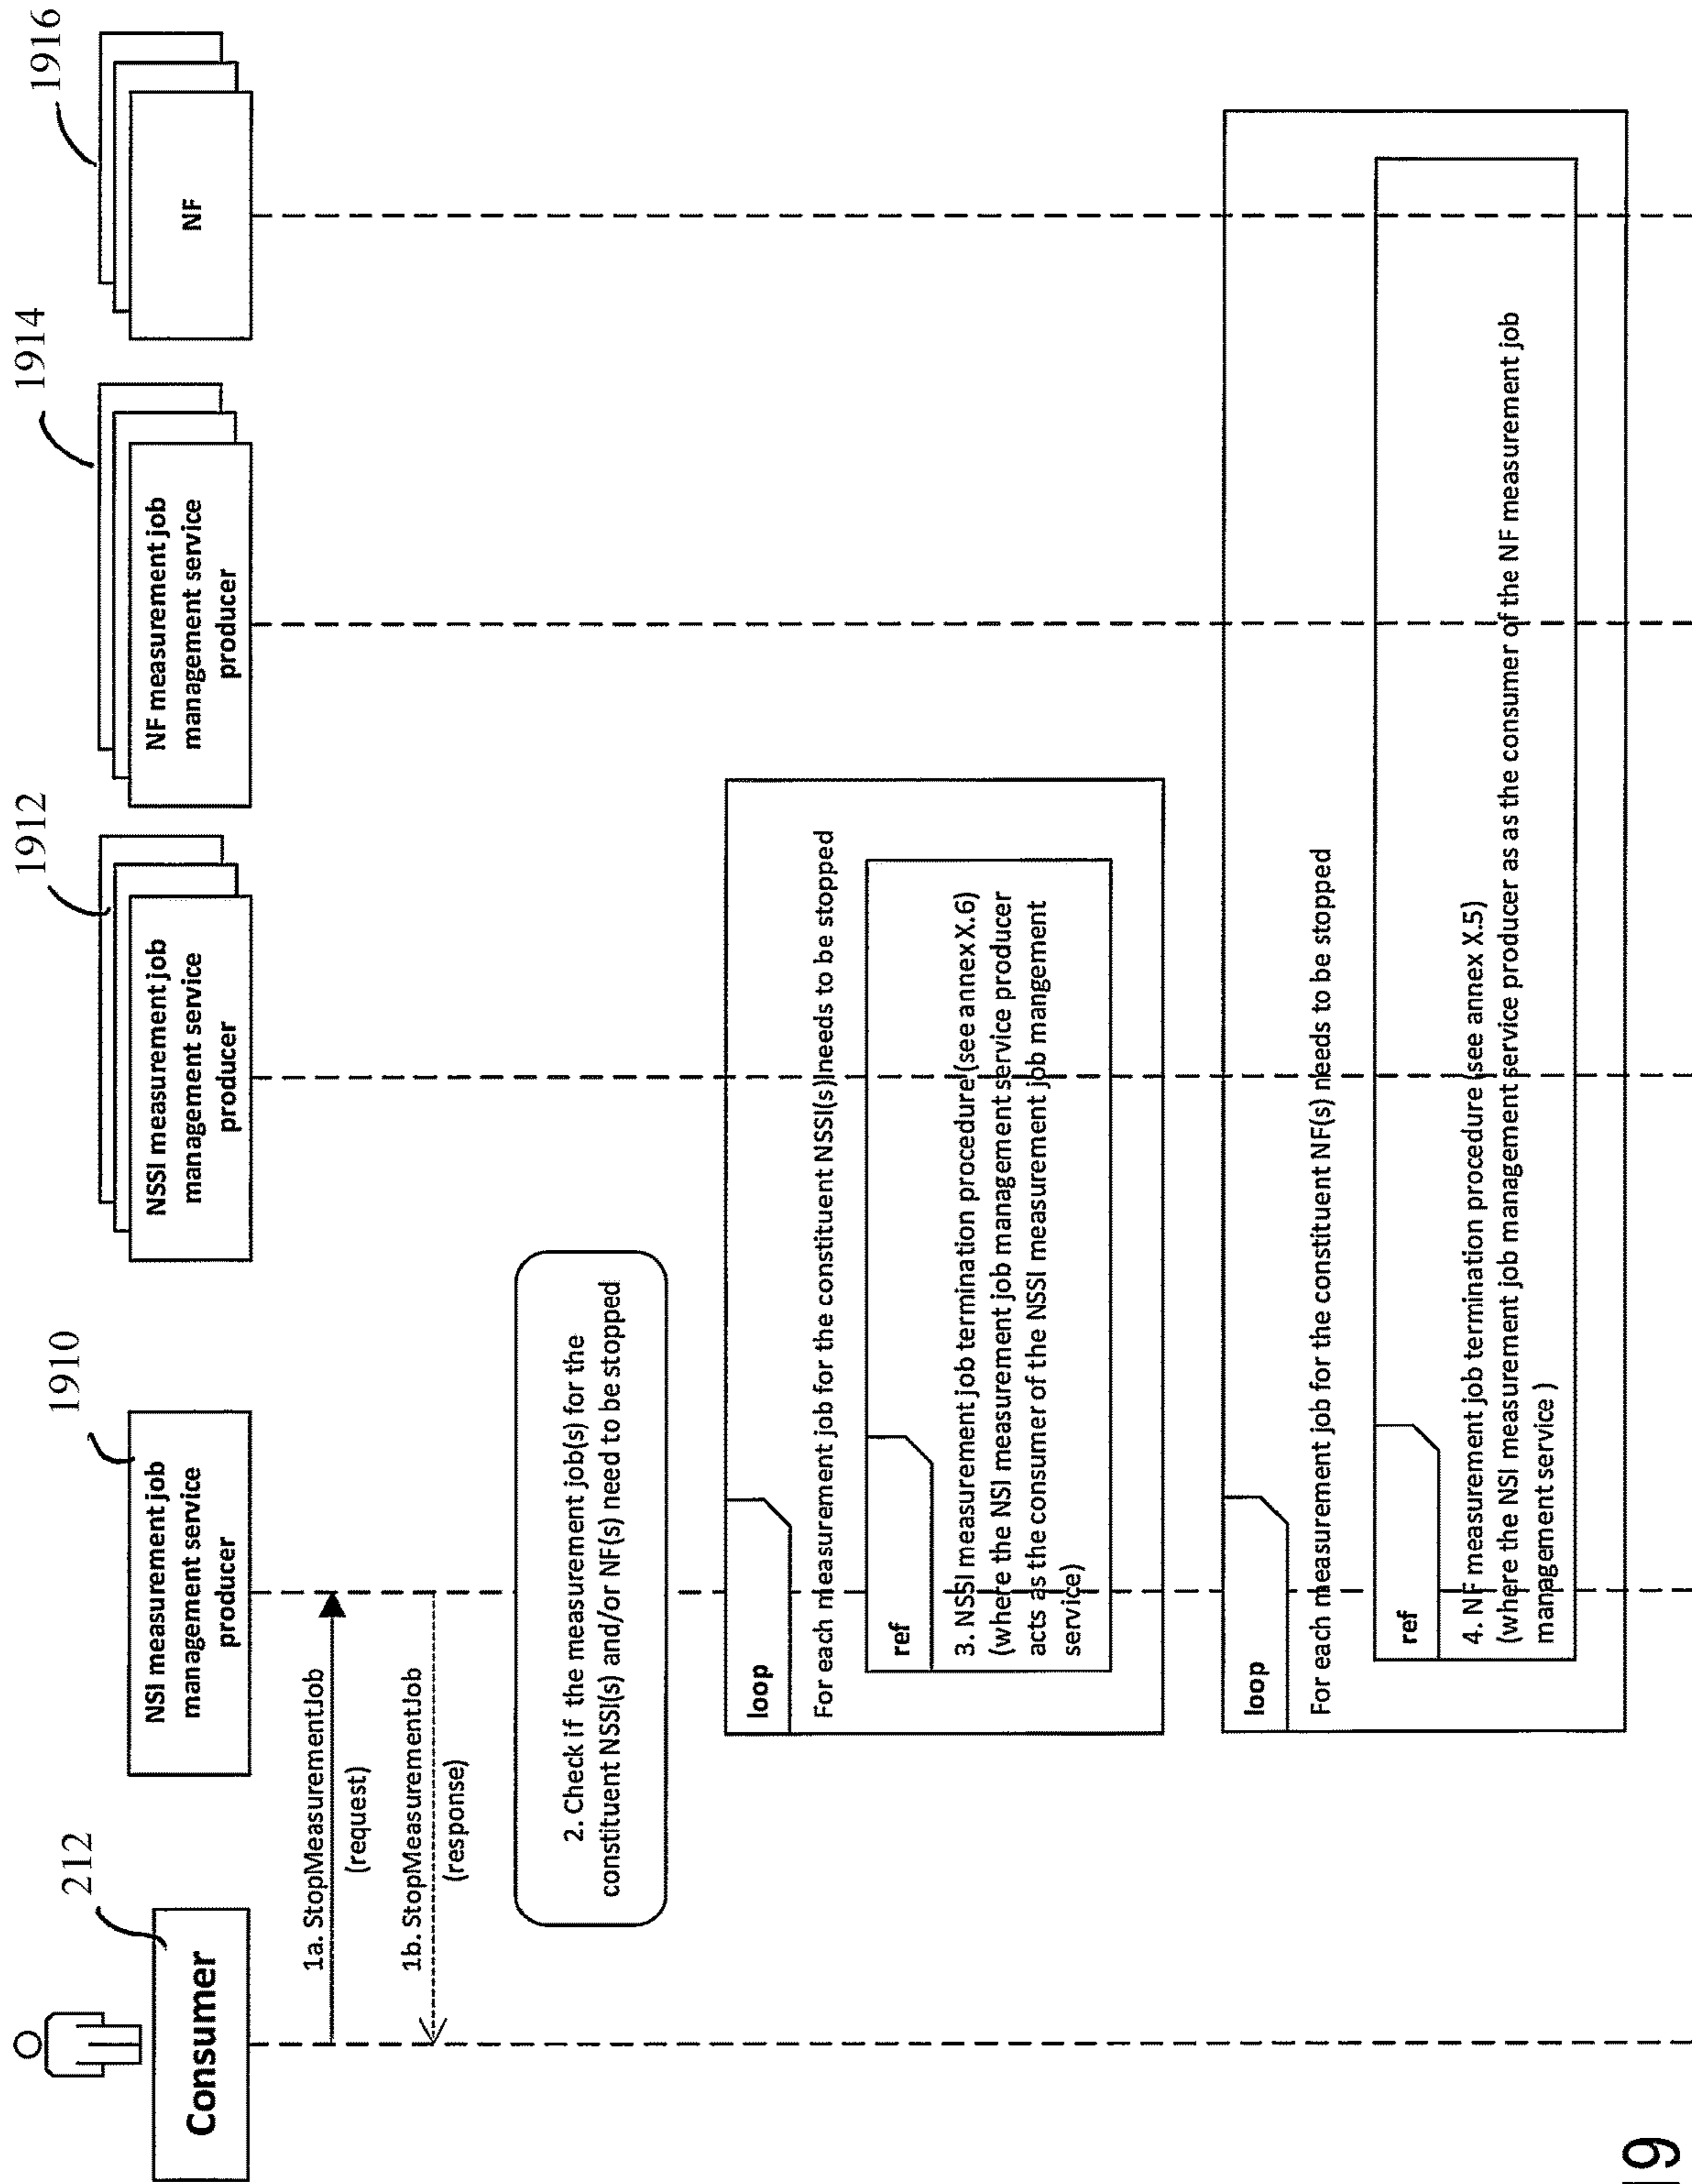 212
Consumer
1910
NSI measurement job
management service
producer
1912
NSSI measurement job
management service
producer
1914
NF measurement job
management service
producer
1916
NF
1a. StopMeasurementJob
(request)
1b. StopMeasurementJob
(response)
2. Check if the measurement job(s) for the
constituent NSSI(s) and/or NF(s) need to be stopped
loop
For each measurement job for the constituent NSSI(s) needs to be stopped
ref
3. NSSI measurement job termination procedure (see annex X.6)
(where the NSI measurement job management service producer
acts as the consumer of the NSSI measurement job mangement
service)
loop
For each measurement job for the constituent NF(s) needs to be stopped
ref
4. NF measurement job termination procedure (see annex X.5)
(where the NSI measurement job management service producer as as the consumer of the NF measurement job
management service )